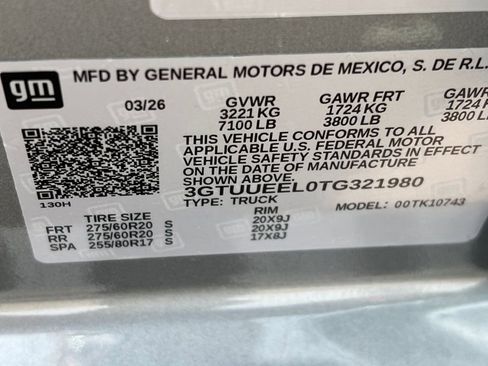 gm
MFD BY GENERAL MOTORS DE MEXICO, S. DE R.L.
03/26 GVWR GAWR FRT GAWR
3221 KG 1724 KG 1724
7100 LB 3800 LB 3800
THIS VEHICLE CONFORMS TO ALL
APPLICABLE U.S. FEDERAL MOTOR
VEHICLE SAFETY STANDARDS IN EFFECT
ON THE DATE OF MANUFACTURE
SHOWN ABOVE.
3GTUUEEL0TG321980
130H TYPE: TRUCK MODEL: 00TK10743
TIRE SIZE RIM
FRT 275/60R20 S 20X9J
RR 275/60R20 S 20X9J
SPA 255/80R17 S 17X8J